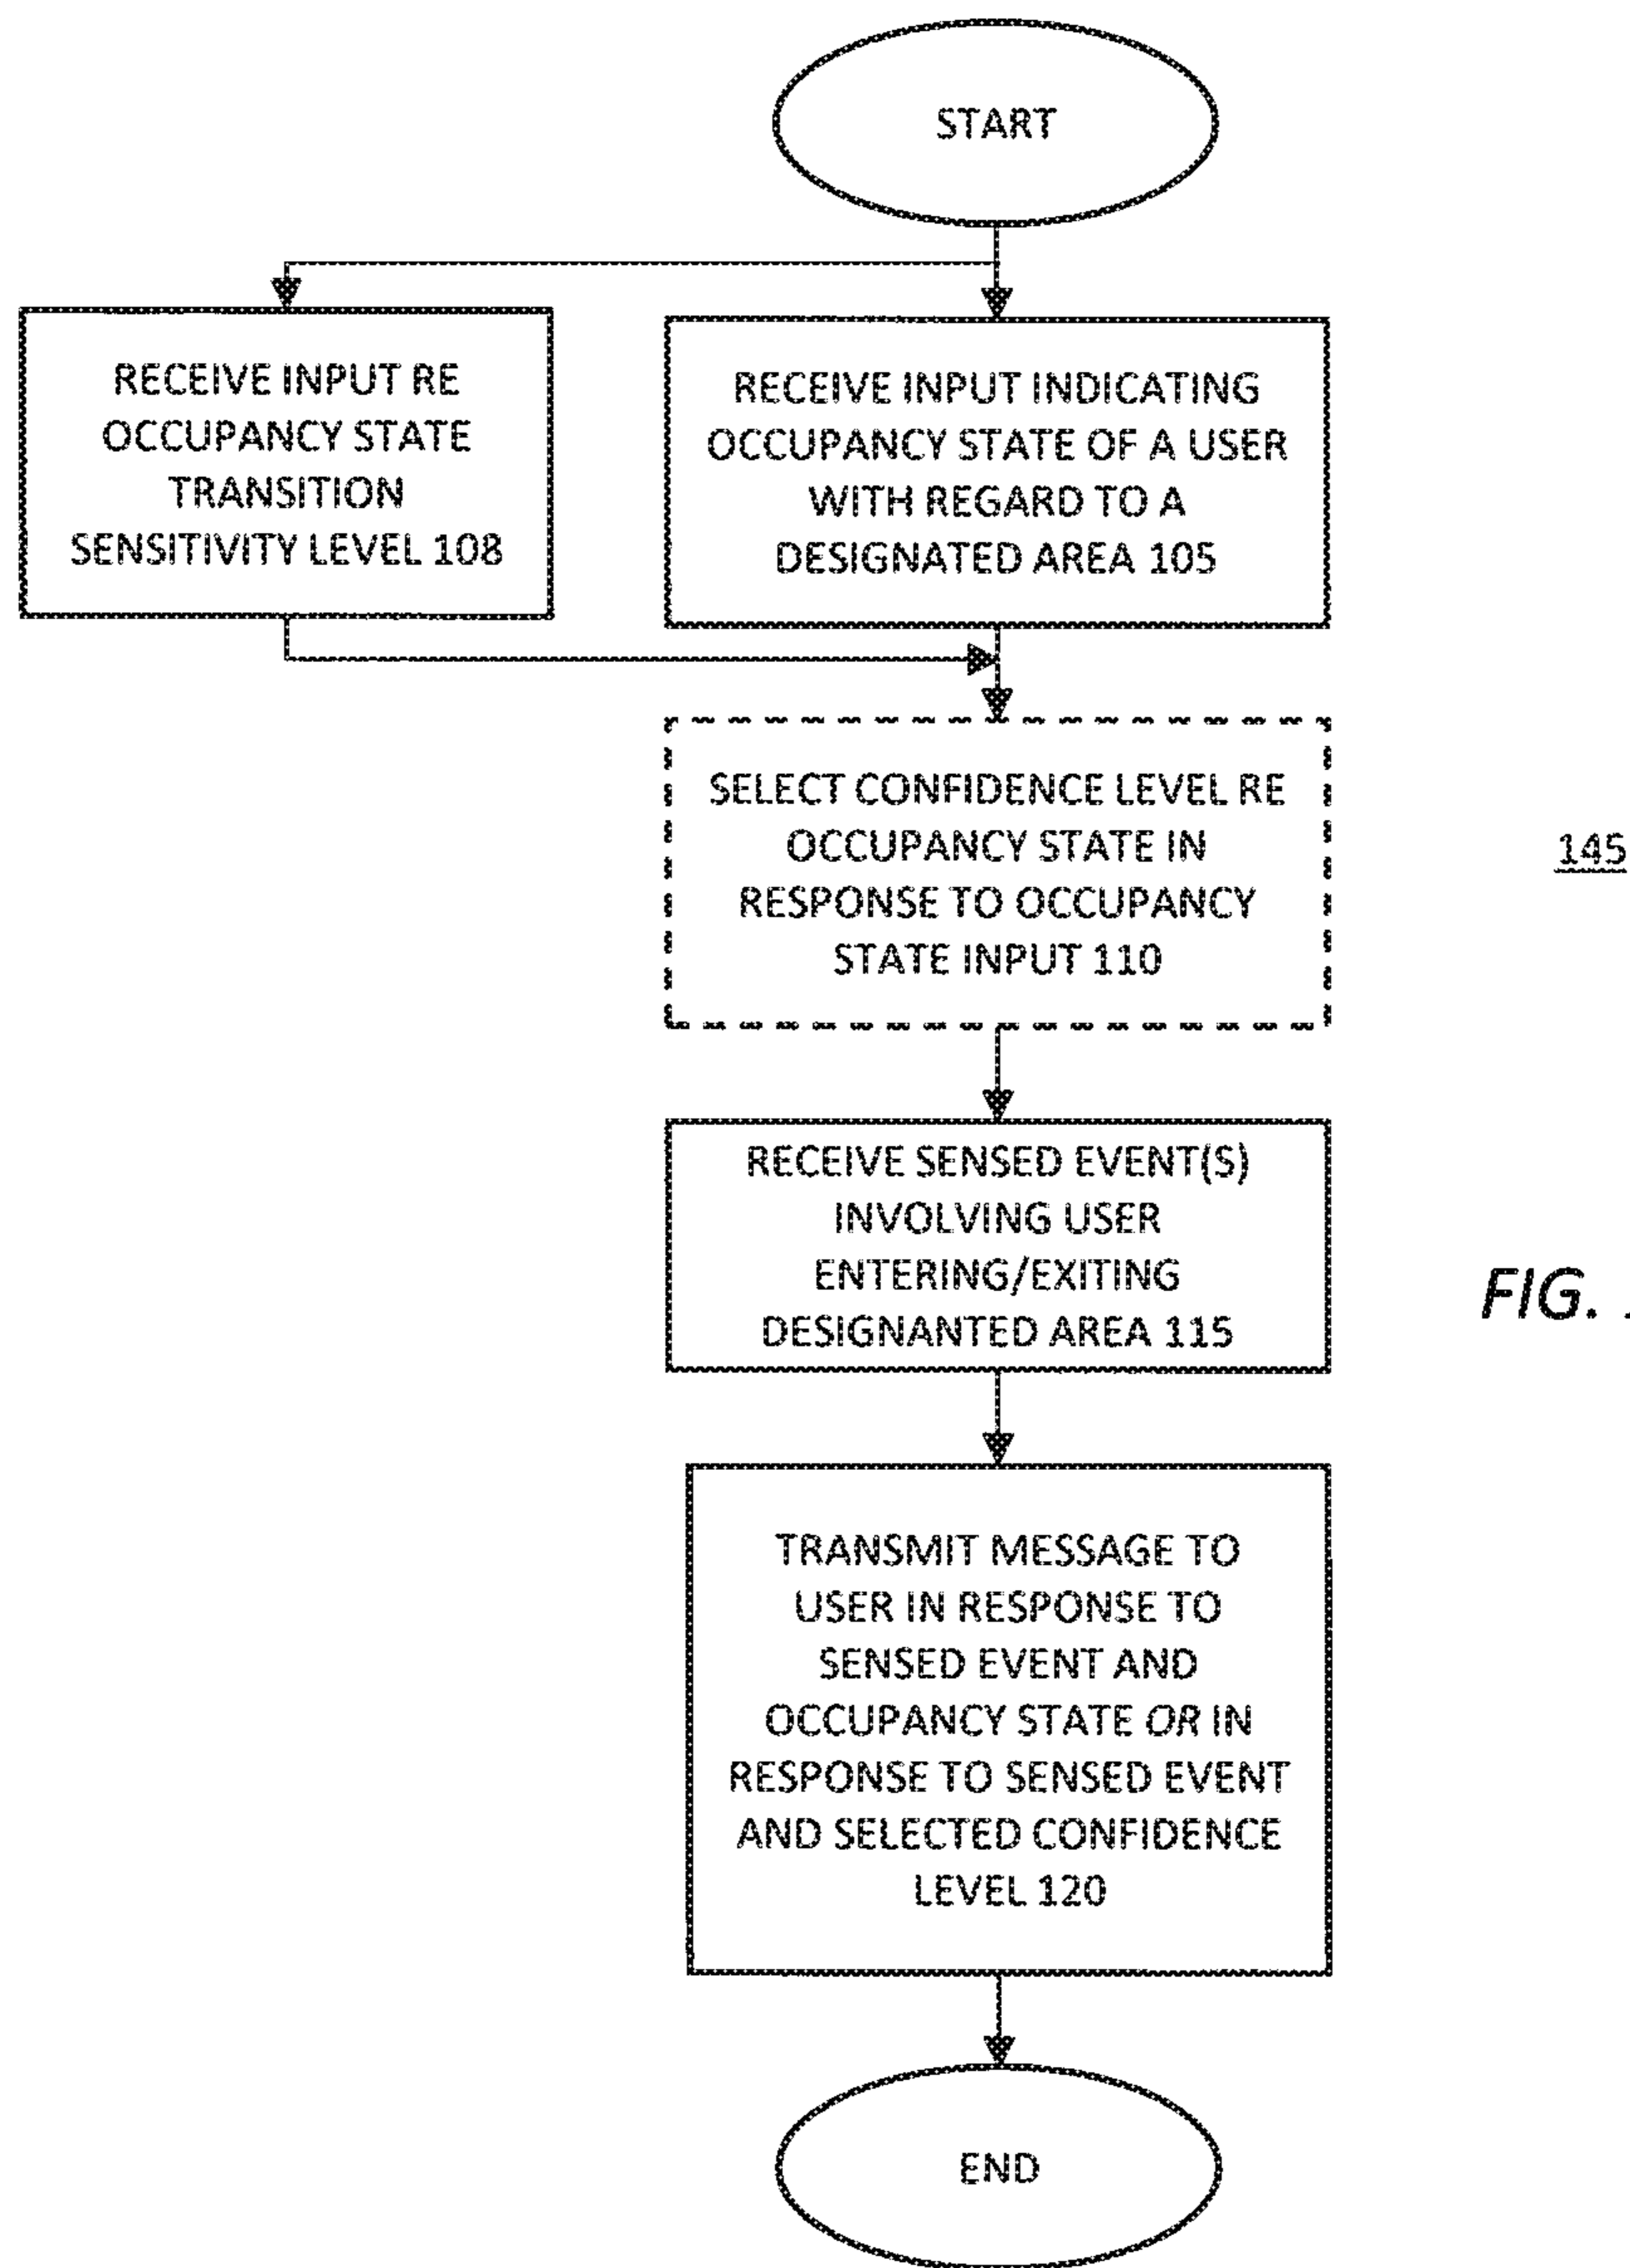 START
RECEIVE INPUT RE
OCCUPANCY STATE
TRANSITION
SENSITIVITY LEVEL 108
RECEIVE INPUT INDICATING
OCCUPANCY STATE OF A USER
WITH REGARD TO A
DESIGNATED AREA 105
SELECT CONFIDENCE LEVEL RE
OCCUPANCY STATE IN
RESPONSE TO OCCUPANCY
STATE INPUT 110
145
RECEIVE SENSED EVENT(S)
INVOLVING USER
ENTERING/EXITING
DESIGNANTED AREA 115
FIG.
TRANSMIT MESSAGE TO
USER IN RESPONSE TO
SENSED EVENT AND
OCCUPANCY STATE OR IN
RESPONSE TO SENSED EVENT
AND SELECTED CONFIDENCE
LEVEL 120
END